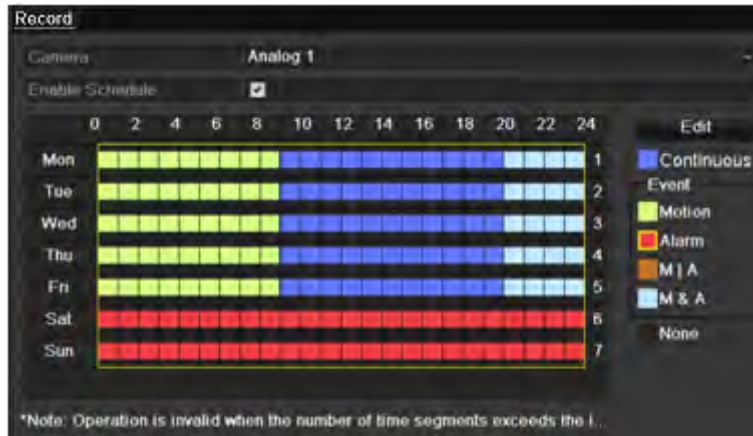 Record
Camera Analog 1
Enable Schedule
0 2 4 6 8 10 12 14 16 18 20 22 24
Edit
Mon 1
Continuous
Tue 2
Event
Wed 3
Motion
Thu 4
Alarm
Fri 5
M | A
Sat 6
M & A
Sun 7
None
*Note: Operation is invalid when the number of time segments exceeds the l...